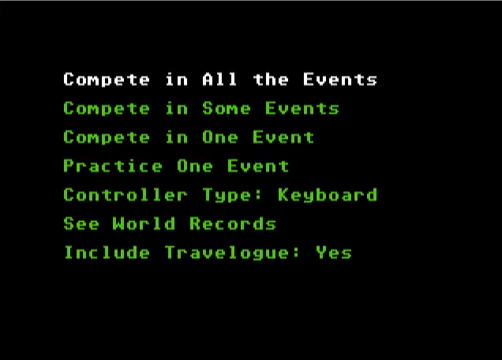 Compete in All the Events
Compete in Some Events
Compete in One Event
Practice One Event
Controller Type: Keyboard
See World Records
Include Travelogue: Yes